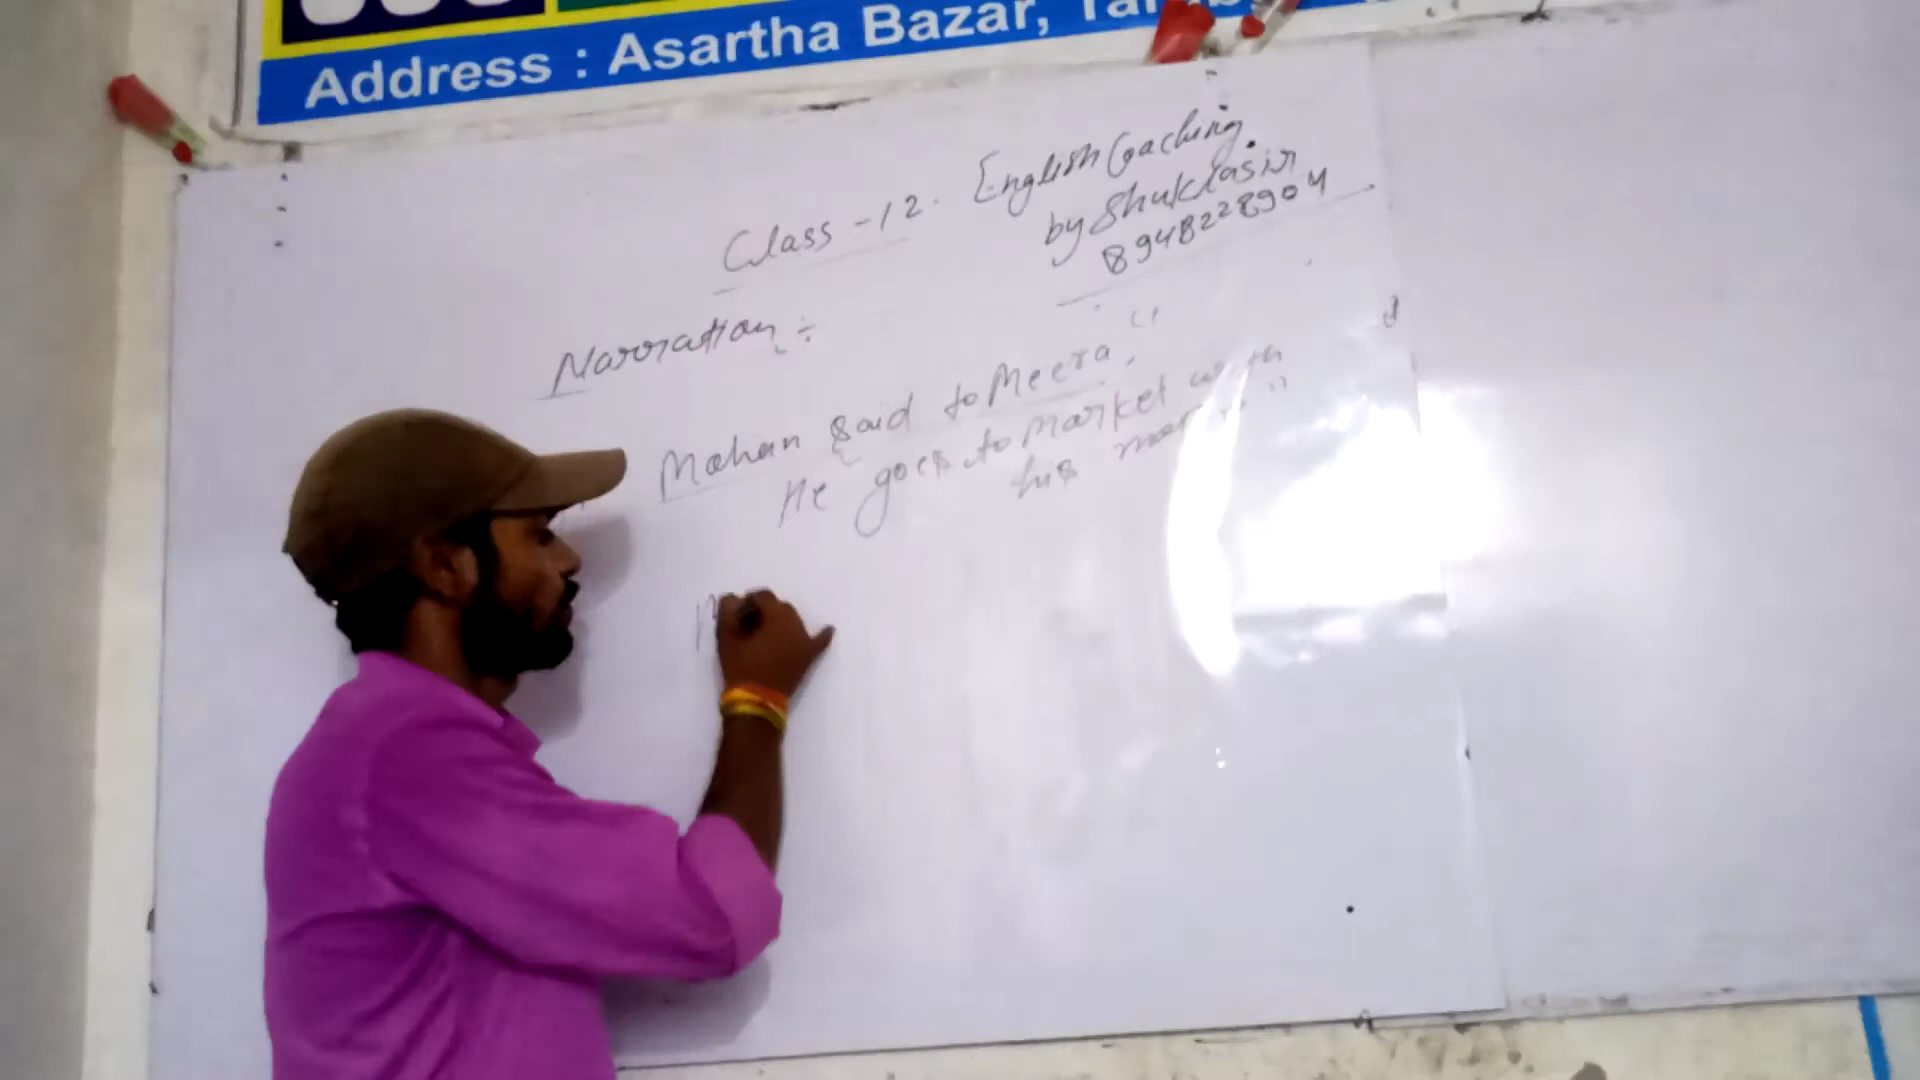 Address : Asartha Bazar,
Class -12.
English Coaching
by Shukla sir
8948228904
Narration :-
Mohan said to Meera, "
He goes to market with
his "